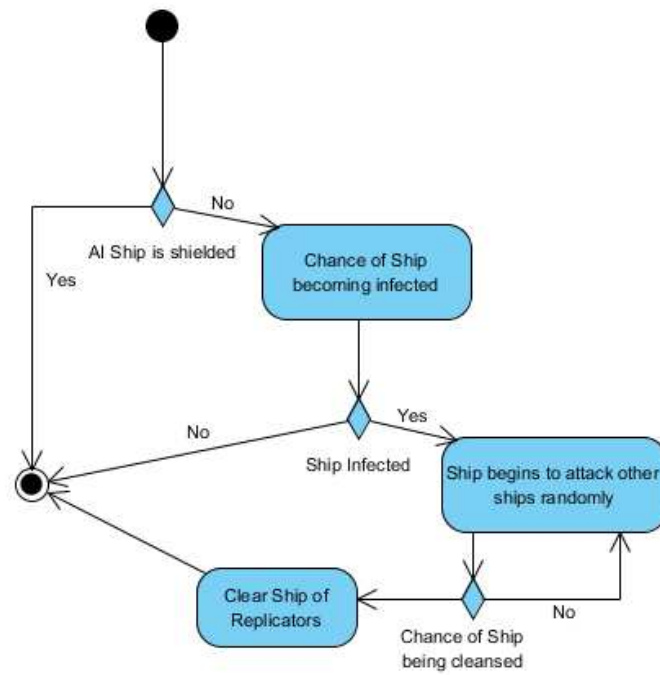 No
AI Ship is shielded
Yes
Chance of Ship
becoming infected
No
Yes
Ship Infected
Ship begins to attack other
ships randomly
Clear Ship of
Replicators
No
Chance of Ship
being cleansed